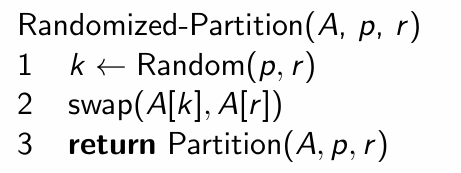 Randomized-Partition(A, p, r)
1 k ← Random(p, r)
2 swap(A[k], A[r])
3 return Partition(A, p, r)